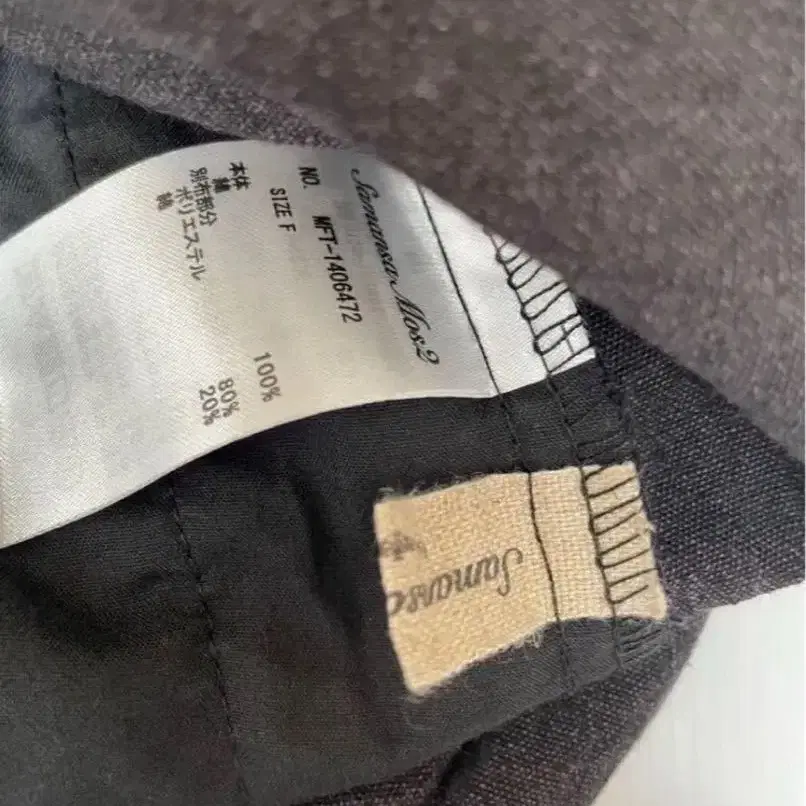 Samansa Mos2
NO. MFT-1406472
SIZE F
本体
綿 100%
別布部分
ポリエステル 80%
綿 20%
Samansa